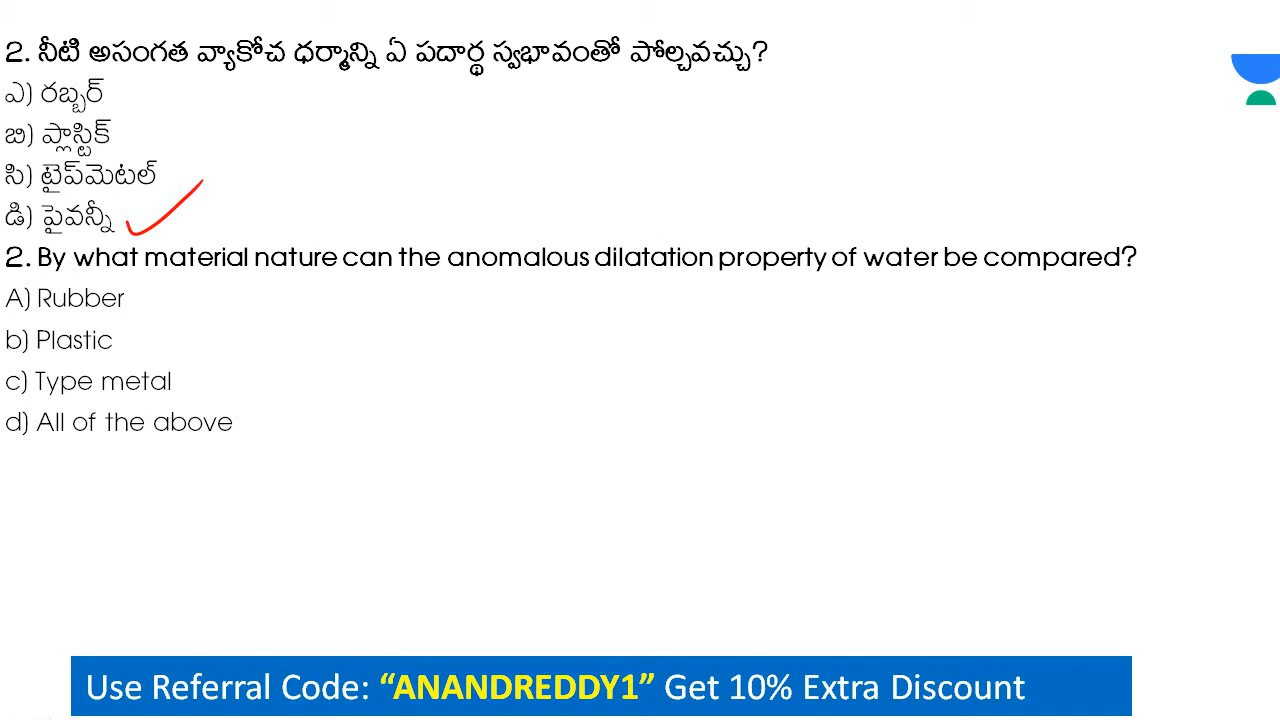 2. నీటి అసంగత వ్యాకోచ ధర్మాన్ని ఏ పదార్థ స్వభావంతో పోల్చవచ్చు?
ఎ) రబ్బర్
బి) ప్లాస్టిక్
సి) టైప్‌మెటల్
డి) పైవన్నీ
2. By what material nature can the anomalous dilatation property of water be compared?
A) Rubber
b) Plastic
c) Type metal
d) All of the above
Use Referral Code: “ANANDREDDY1” Get 10% Extra Discount